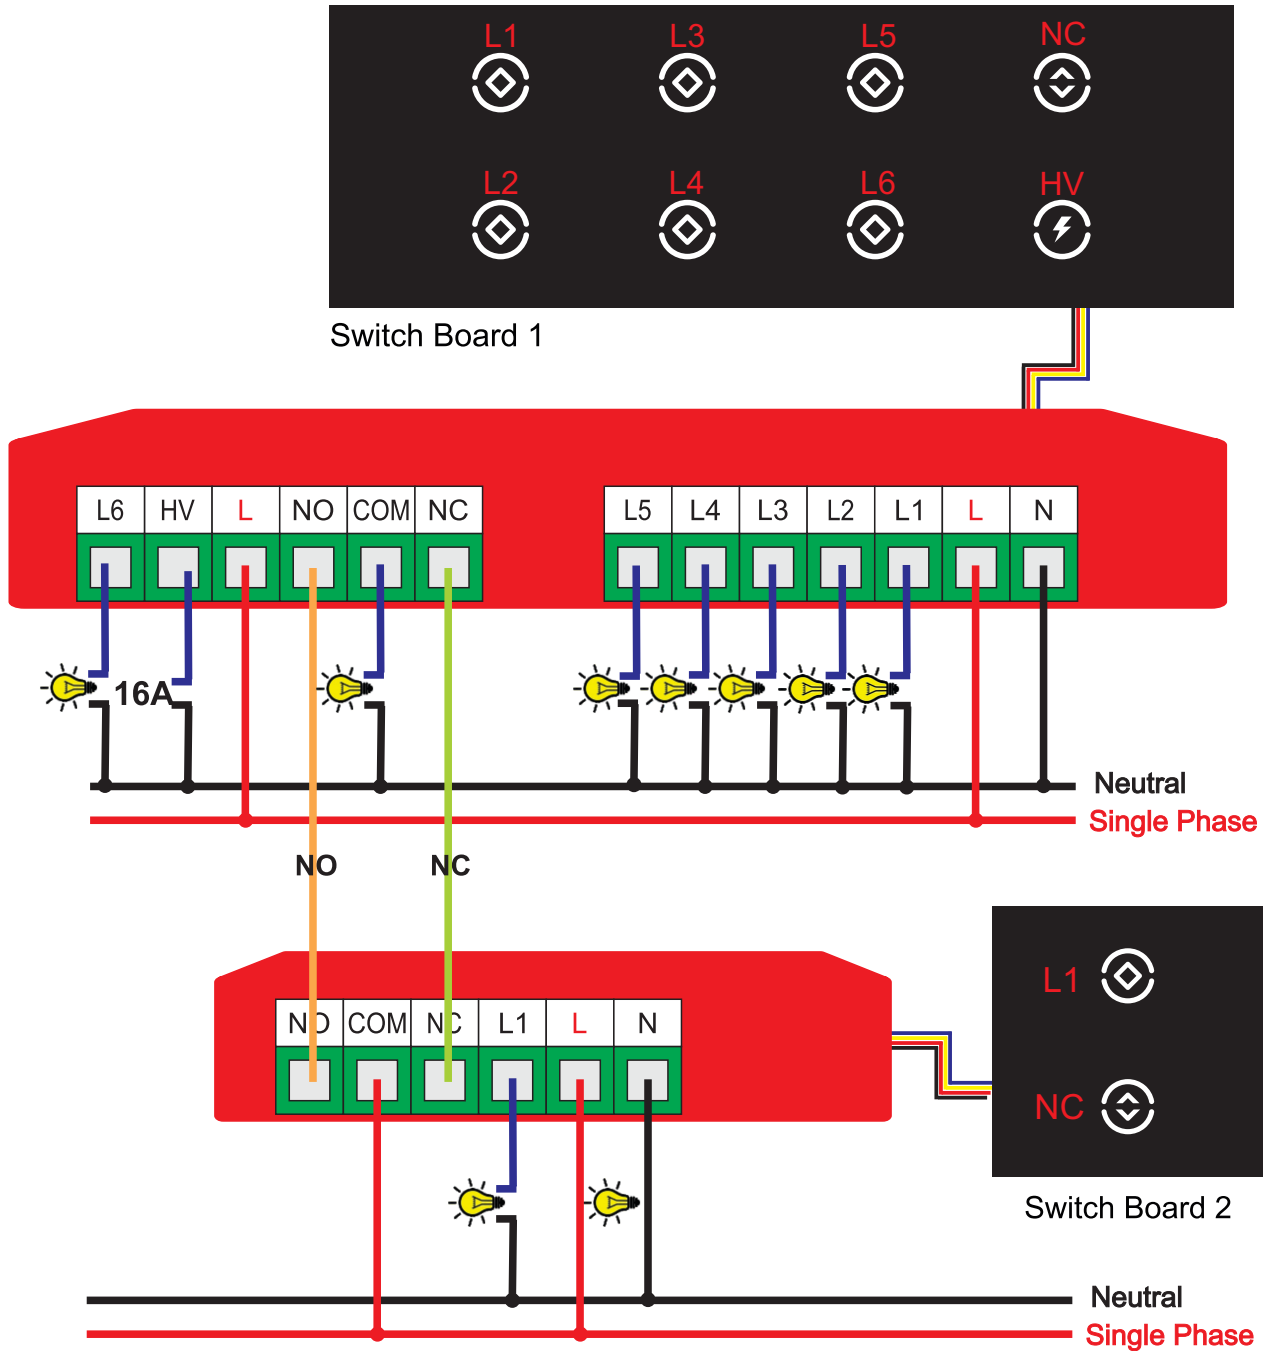 L1 L3 L5 NC
L2 L4 L6 HV
Switch Board 1
L6 HV L NO COM NC L5 L4 L3 L2 L1 L N
16A
Neutral
Single Phase
NO NC
NO COM NC L1 L N
L1
NC
Switch Board 2
Neutral
Single Phase